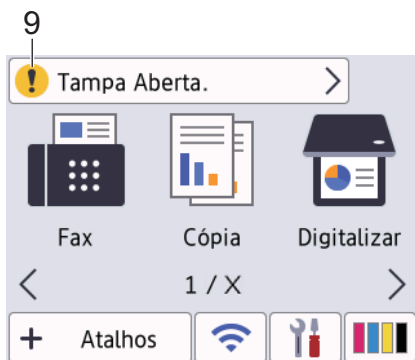 9
! Tampa Aberta.
Fax Cópia Digitalizar
1 / X
+ Atalhos